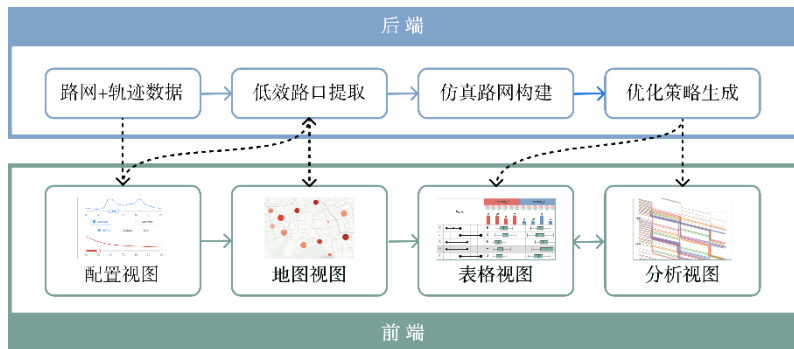 后端
路网+轨迹数据
低效路口提取
仿真路网构建
优化策略生成
配置视图
地图视图
表格视图
分析视图
前端